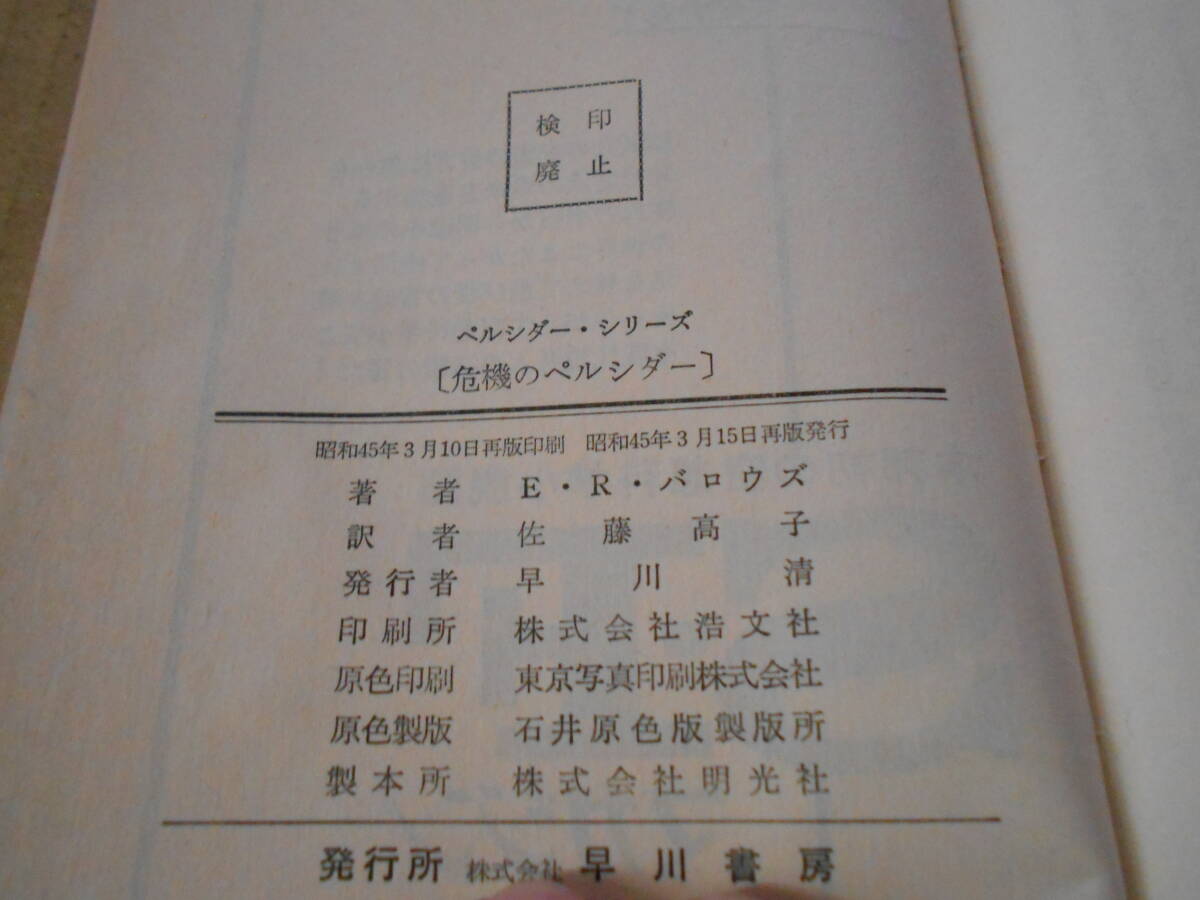 検印
廃止
ペルシダー・シリーズ
〔危機のペルシダー〕
昭和45年3月10日再版印刷 昭和45年3月15日再版発行
著者 E・R・バロウズ
訳者 佐藤高子
発行者 早川清
印刷所 株式会社浩文社
原色印刷 東京写真印刷株式会社
原色製版 石井原色版製版所
製本所 株式会社明光社
発行所 株式会社 早川書房